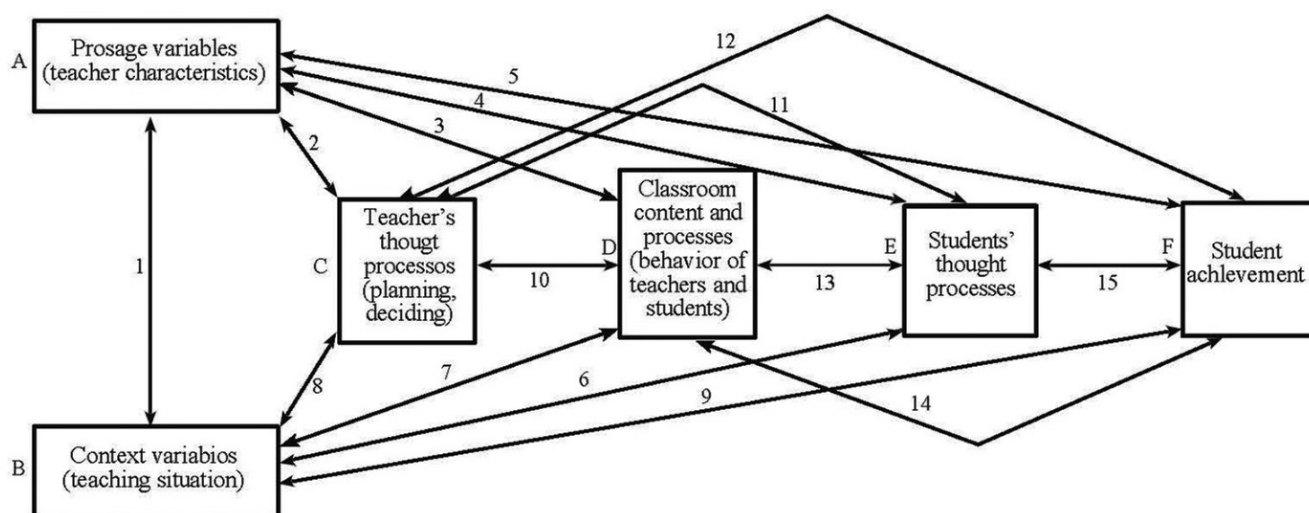 A
Prosage variables
(teacher characteristics)
12
5
4
11
3
2
1
C
Teacher's
thougt
processos
(planning,
deciding)
10
D
Classroom
content and
processes
(behavior of
teachers and
students)
13
E
Students'
thought
processes
15
F
Student
achlevement
8
7
6
9
14
B
Context variabios
(teaching situation)